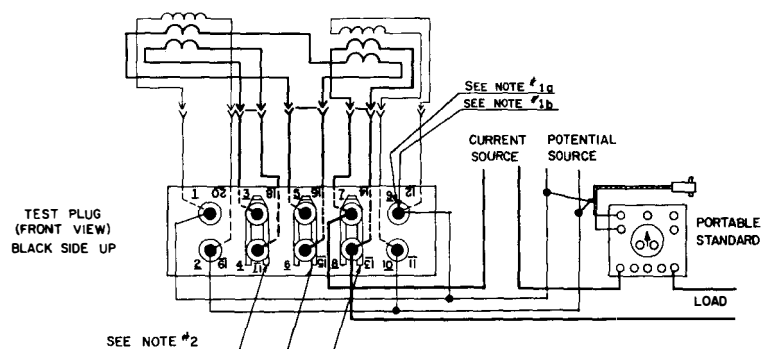 SEE NOTE #1a
SEE NOTE #1b
CURRENT SOURCE
POTENTIAL SOURCE
TEST PLUG
(FRONT VIEW)
BLACK SIDE UP
1 20 3 18 5 16 7 14 9 12
2 19 4 17 6 15 8 13 10 11
PORTABLE
STANDARD
LOAD
SEE NOTE #2